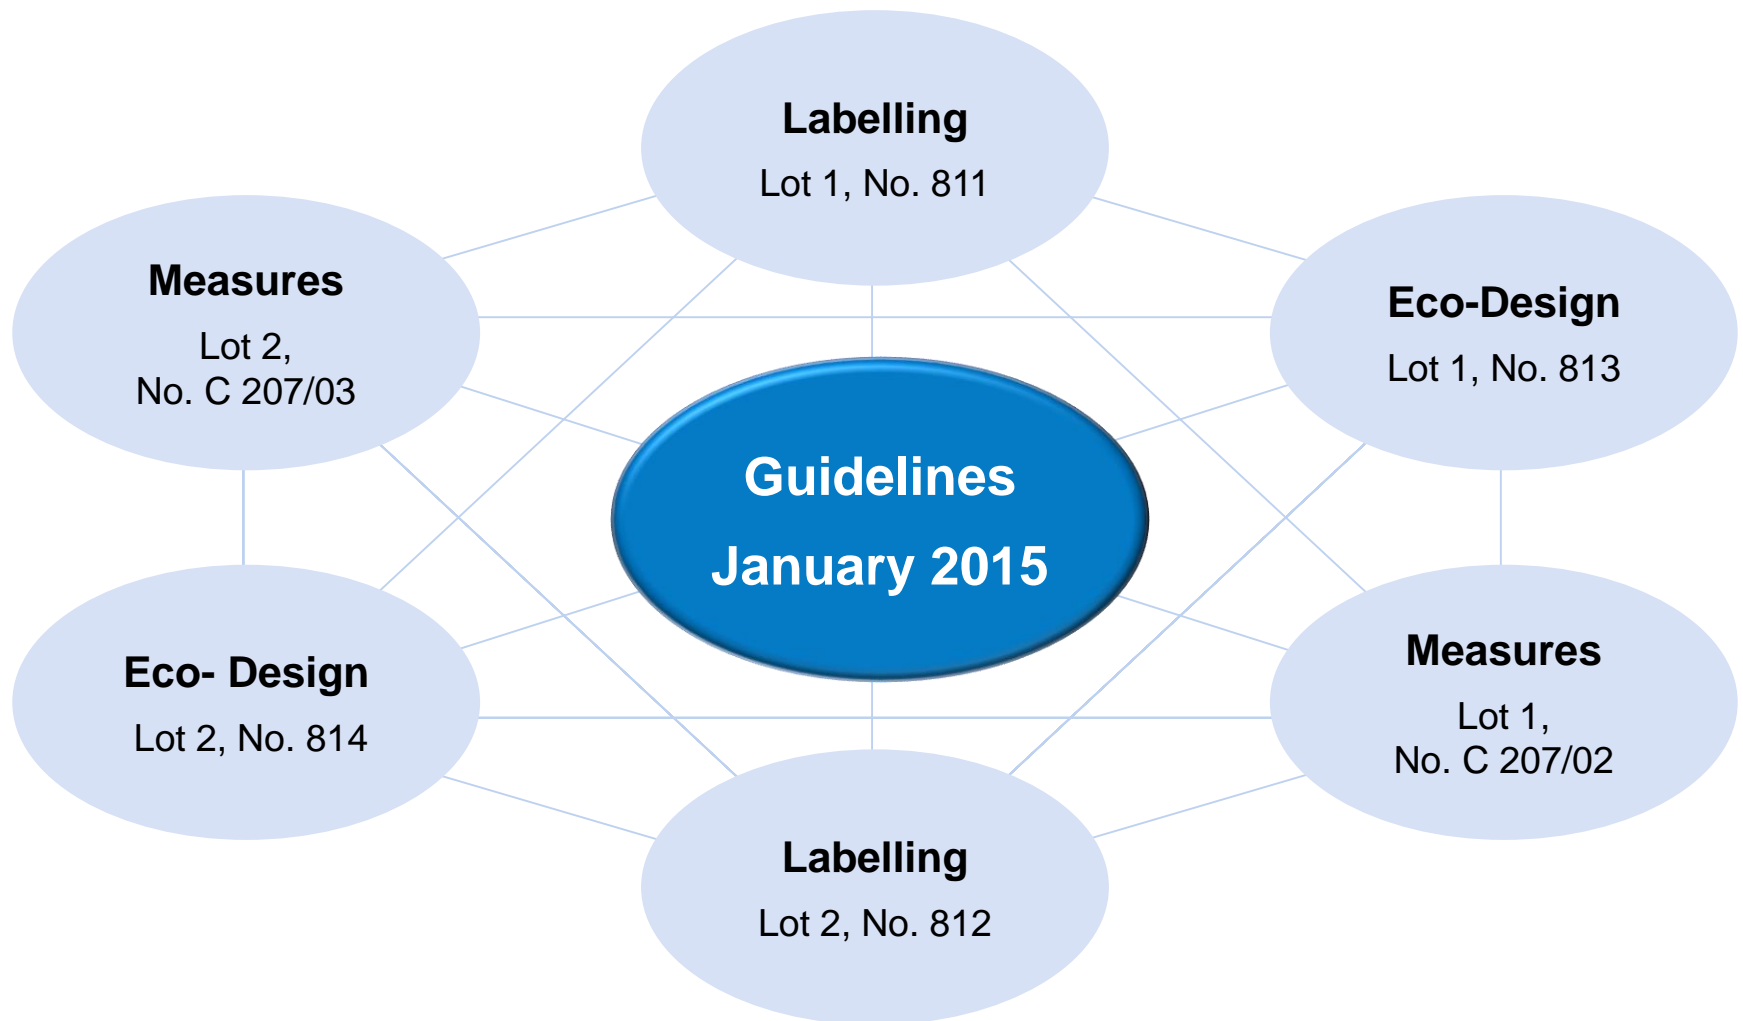 Labelling
Lot 1, No. 811
Measures
Lot 2,
No. C 207/03
Eco-Design
Lot 1, No. 813
Guidelines
January 2015
Eco- Design
Lot 2, No. 814
Measures
Lot 1,
No. C 207/02
Labelling
Lot 2, No. 812